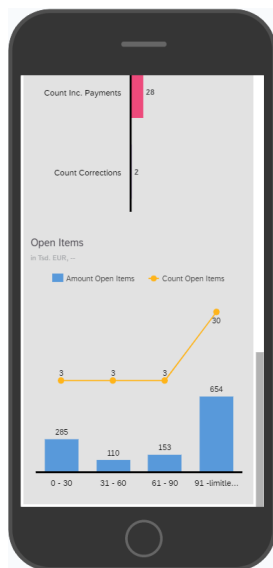 Count Inc. Payments 28
Count Corrections 2
Open Items
in Tsd. EUR, --
Amount Open Items Count Open Items
30
3 3 3
654
285 110 153
0 - 30 31 - 60 61 - 90 91 -limitle...